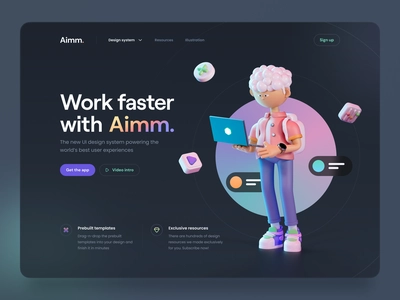 Aimm.
Design system
Resources
Illustration
Sign up
Work faster
with Aimm.
The new UI design system powering the
world's best user experiences
Get the app
Video intro
Prebuilt templates
Drag-n-drop the prebuilt
templates into your design and
finish it in minutes
Exclusive resources
There are hundreds of design
resources we made exclusively
for you. Subscribe now!